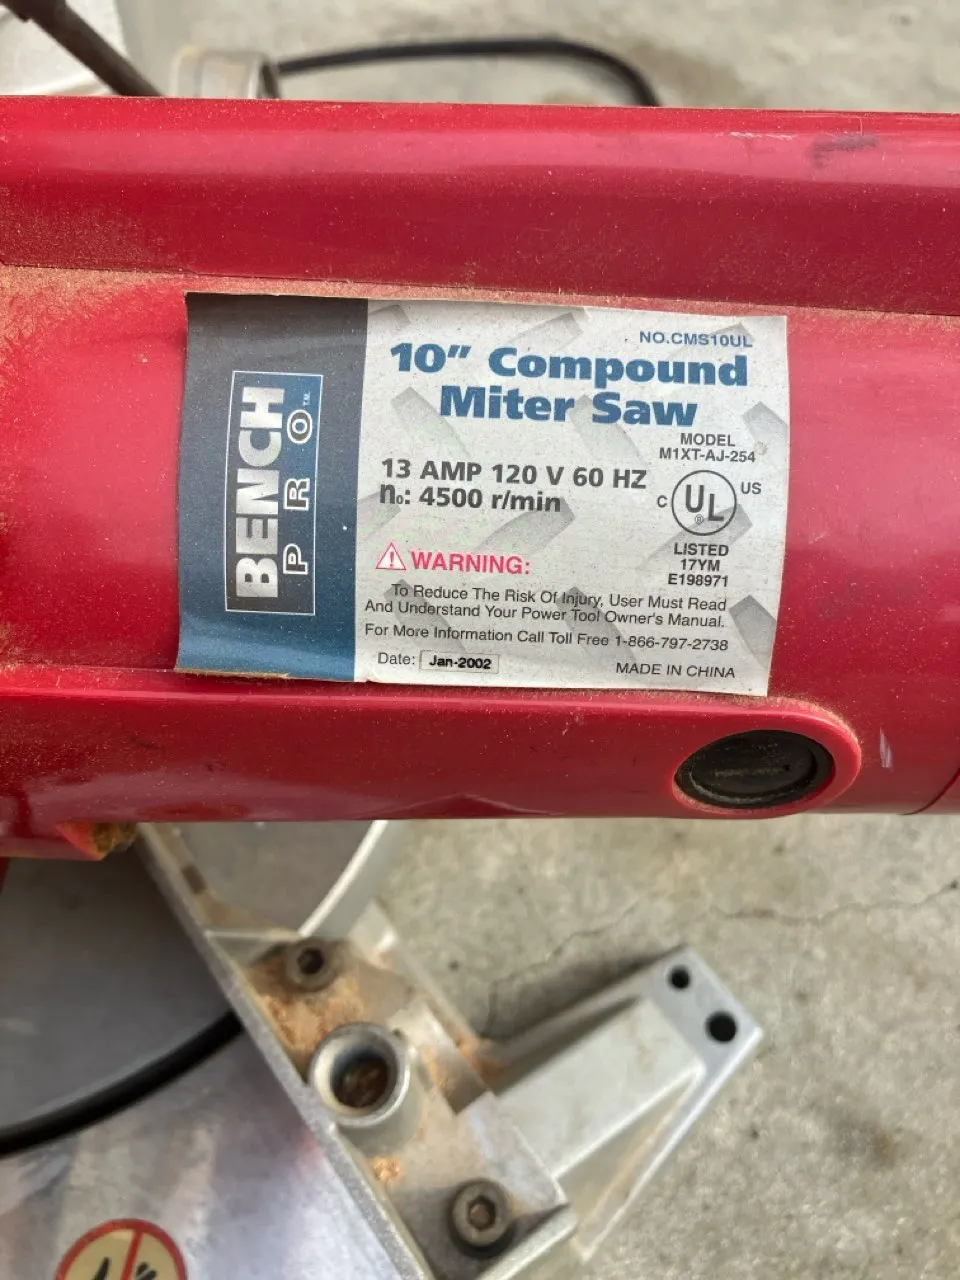 BENCH
PRO™
NO.CMS10UL
10" Compound
Miter Saw
MODEL
M1XT-AJ-254
13 AMP 120 V 60 HZ
n₀: 4500 r/min
C UL US
®
LISTED
17YM
E198971
WARNING:
To Reduce The Risk Of Injury, User Must Read
And Understand Your Power Tool Owner's Manual.
For More Information Call Toll Free 1-866-797-2738
Date: Jan-2002
MADE IN CHINA